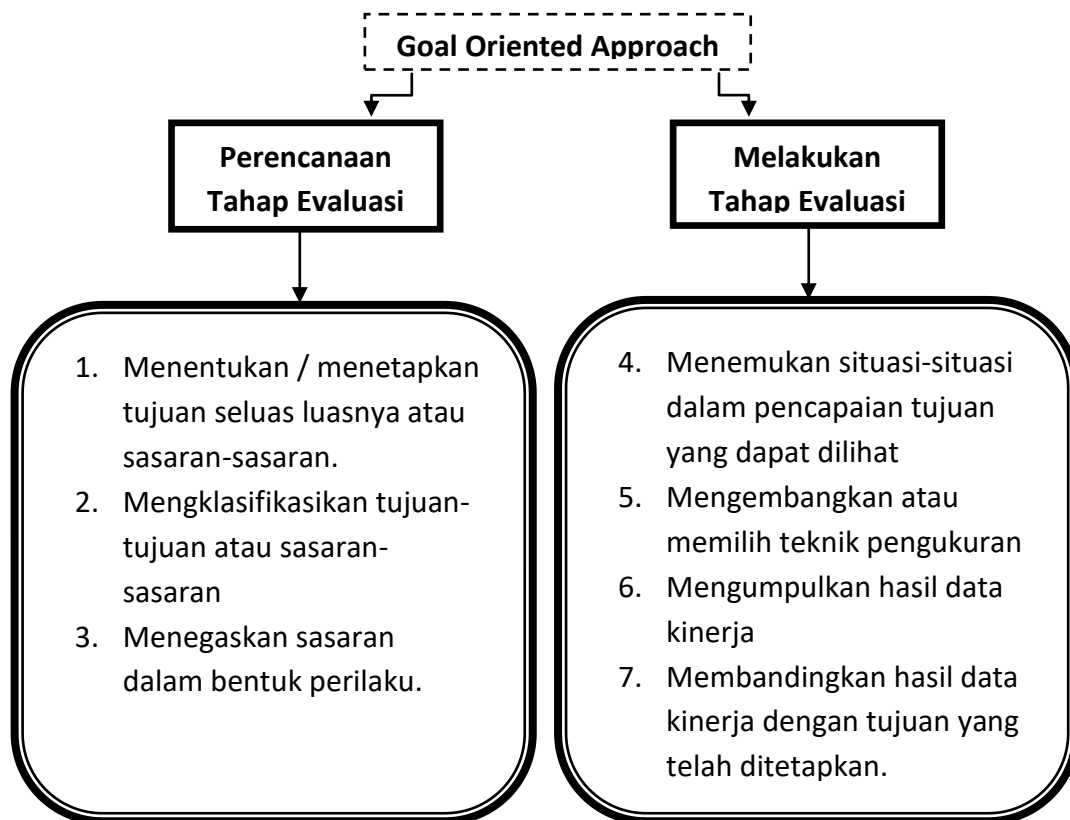 Goal Oriented Approach
Perencanaan
Tahap Evaluasi
Melakukan
Tahap Evaluasi
1. Menentukan / menetapkan
tujuan seluas luasnya atau
sasaran-sasaran.
2. Mengklasifikasikan tujuan-
tujuan atau sasaran-
sasaran
3. Menegaskan sasaran
dalam bentuk perilaku.
4. Menemukan situasi-situasi
dalam pencapaian tujuan
yang dapat dilihat
5. Mengembangkan atau
memilih teknik pengukuran
6. Mengumpulkan hasil data
kinerja
7. Membandingkan hasil data
kinerja dengan tujuan yang
telah ditetapkan.